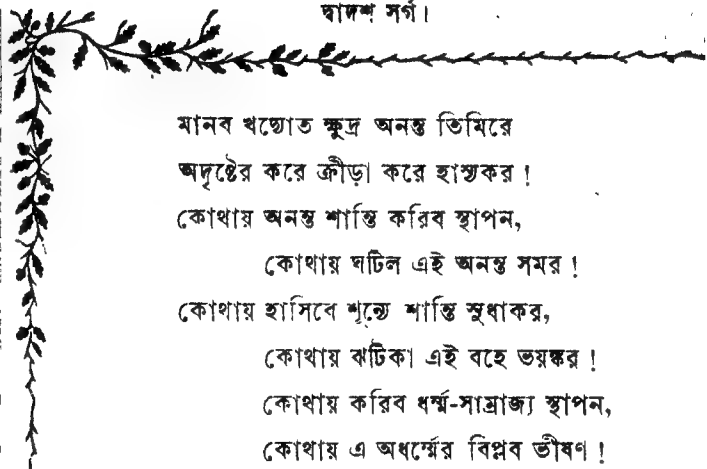 দ্বাদশ সর্গ।
মানব খদ্যোত ক্ষুদ্র অনন্ত তিমিরে
অদৃষ্টের করে ক্রীড়া করে হাস্যকর!
কোথায় অনন্ত শান্তি করিব স্থাপন,
কোথায় ঘটিল এই অনন্ত সমর!
কোথায় হাসিবে শূন্যে শান্তি সুধাকর,
কোথায় ঝটিকা এই বহে ভয়ঙ্কর!
কোথায় করিব ধর্ম্ম-সাম্রাজ্য স্থাপন,
কোথায় এ অধর্ম্মের বিপ্লব ভীষণ!